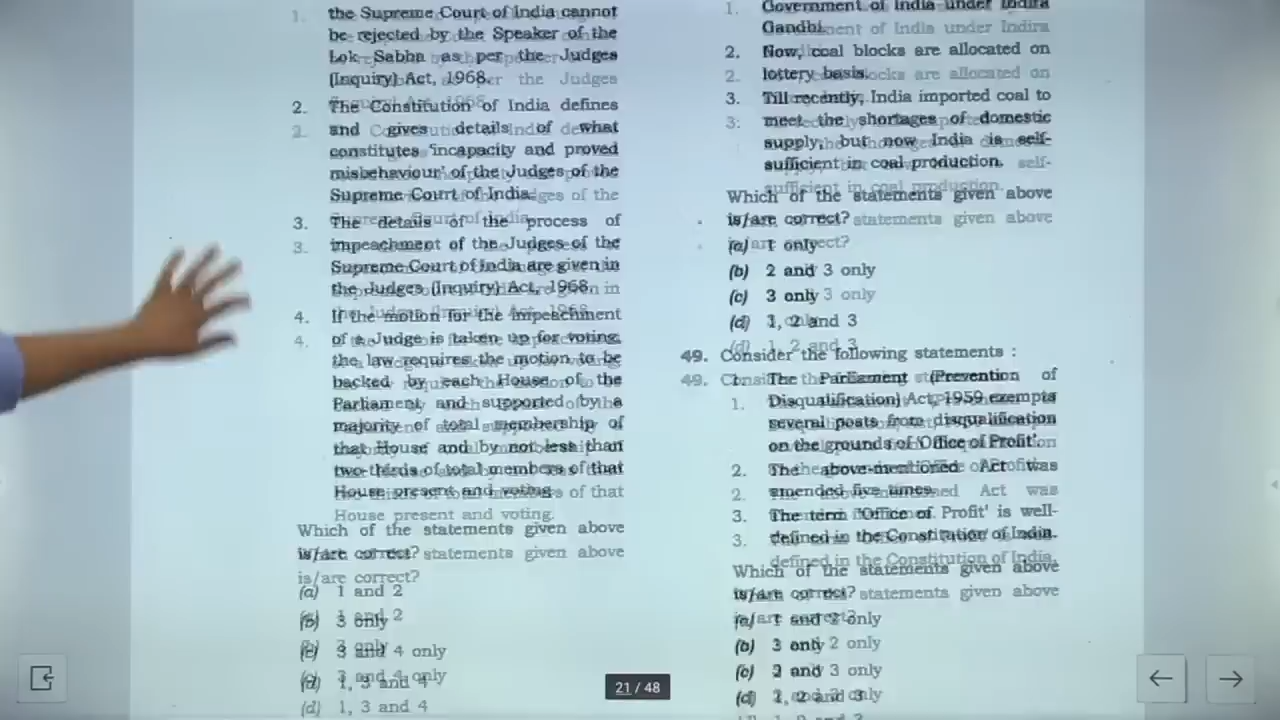 1. the Supreme Court of India cannot
be rejected by the Speaker of the
Lok Sabha as per the Judges
(Inquiry) Act, 1968.
2. The Constitution of India defines
and gives details of what
constitutes 'incapacity and proved
misbehaviour' of the Judges of the
Supreme Court of India.
3. The details of the process of
impeachment of the Judges of the
Supreme Court of India are given in
the Judges (Inquiry) Act, 1968.
4. If the motion for the impeachment
of a Judge is taken up for voting,
the law requires the motion to be
backed by each House of the
Parliament and supported by a
majority of total membership of
that House and by not less than
two-thirds of total members of that
House present and voting.
Which of the statements given above
is/are correct?
(a) 1 and 2
(b) 3 only
(c) 3 and 4 only
(d) 1, 3 and 4
1. Government of India under Indira
Gandhi.
2. Now, coal blocks are allocated on
lottery basis.
3. Till recently, India imported coal to
meet the shortages of domestic
supply, but now India is self-
sufficient in coal production.
Which of the statements given above
is/are correct?
(a) 1 only
(b) 2 and 3 only
(c) 3 only
(d) 1, 2 and 3
49. Consider the following statements :
1. The Parliament (Prevention of
Disqualification) Act, 1959 exempts
several posts from disqualification
on the grounds of 'Office of Profit'.
2. The above-mentioned Act was
amended five times.
3. The term 'Office of Profit' is well-
defined in the Constitution of India.
Which of the statements given above
is/are correct?
(a) 1 and 2 only
(b) 3 only
(c) 2 and 3 only
(d) 1, 2 and 3
21 / 48